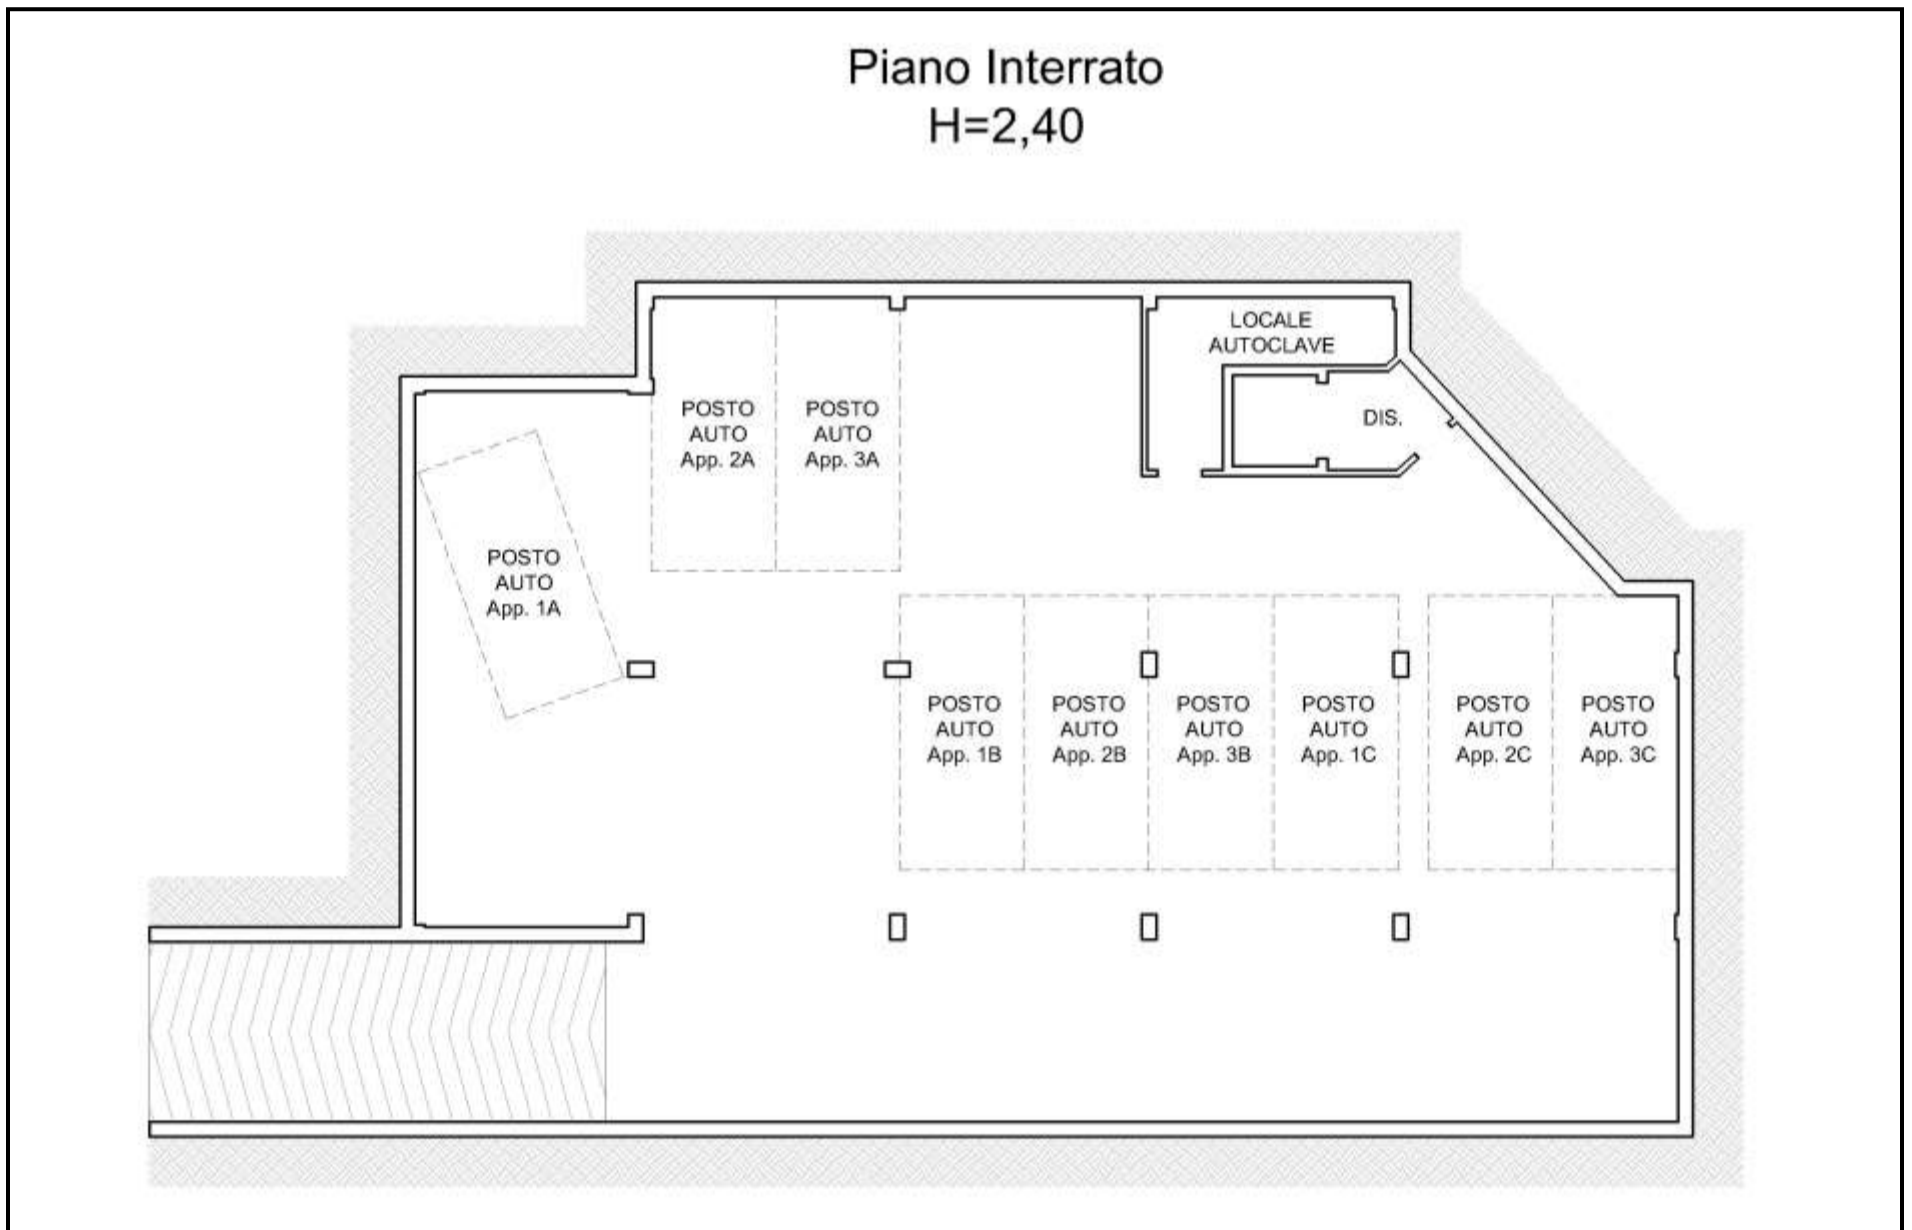 Piano Interrato
H=2,40
LOCALE
AUTOCLAVE
DIS.
POSTO
AUTO
App. 2A
POSTO
AUTO
App. 3A
POSTO
AUTO
App. 1A
POSTO
AUTO
App. 1B
POSTO
AUTO
App. 2B
POSTO
AUTO
App. 3B
POSTO
AUTO
App. 1C
POSTO
AUTO
App. 2C
POSTO
AUTO
App. 3C